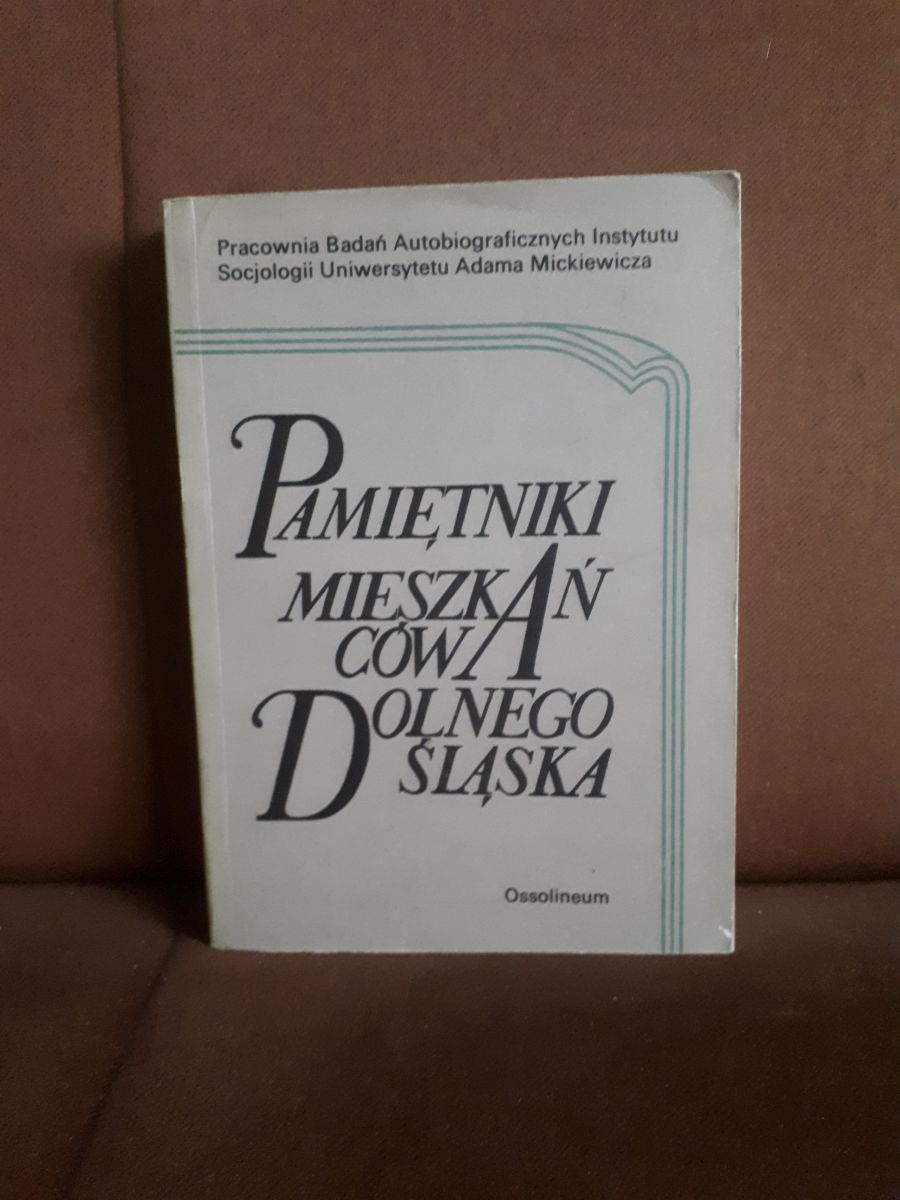 Pracownia Badań Autobiograficznych Instytutu
Socjologii Uniwersytetu Adama Mickiewicza
PAMIĘTNIKI
MIESZKAŃ
CÓW
DOLNEGO
ŚLĄSKA
Ossolineum